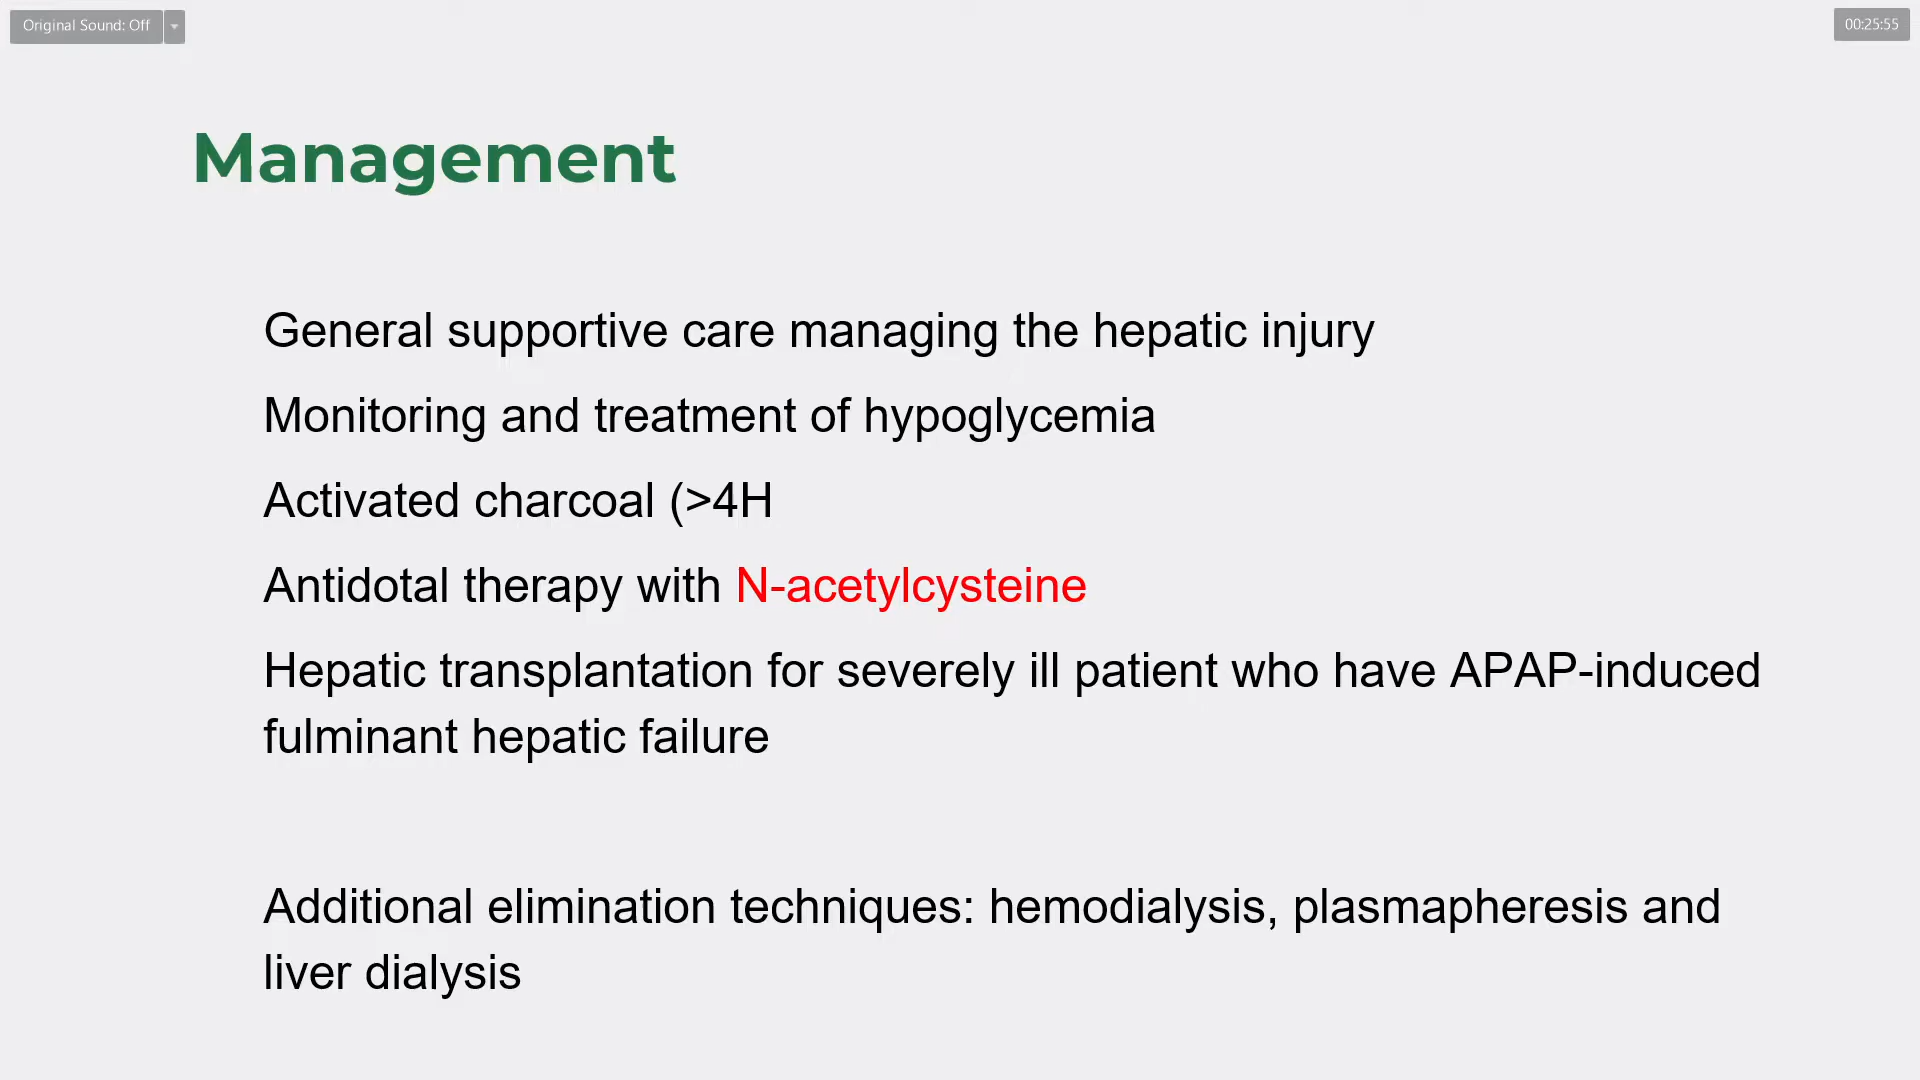 Original Sound: Off
00:25:55
Management
General supportive care managing the hepatic injury
Monitoring and treatment of hypoglycemia
Activated charcoal (>4H
Antidotal therapy with N-acetylcysteine
Hepatic transplantation for severely ill patient who have APAP-induced
fulminant hepatic failure
Additional elimination techniques: hemodialysis, plasmapheresis and
liver dialysis